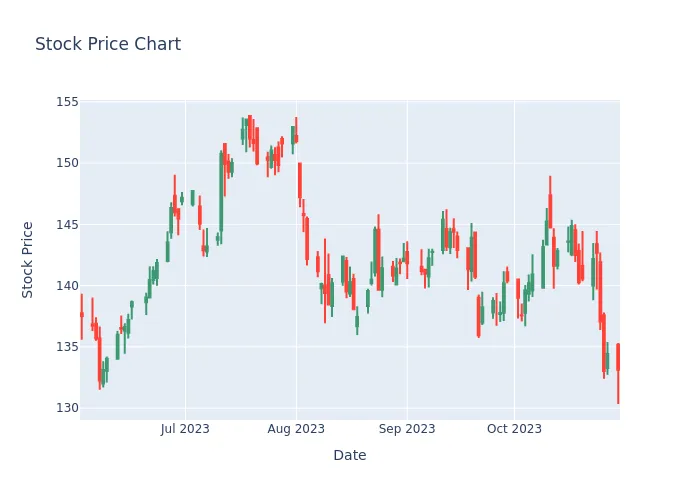 Stock Price Chart
155
150
145
140
135
130
Stock Price
Jul 2023
Aug 2023
Sep 2023
Oct 2023
Date